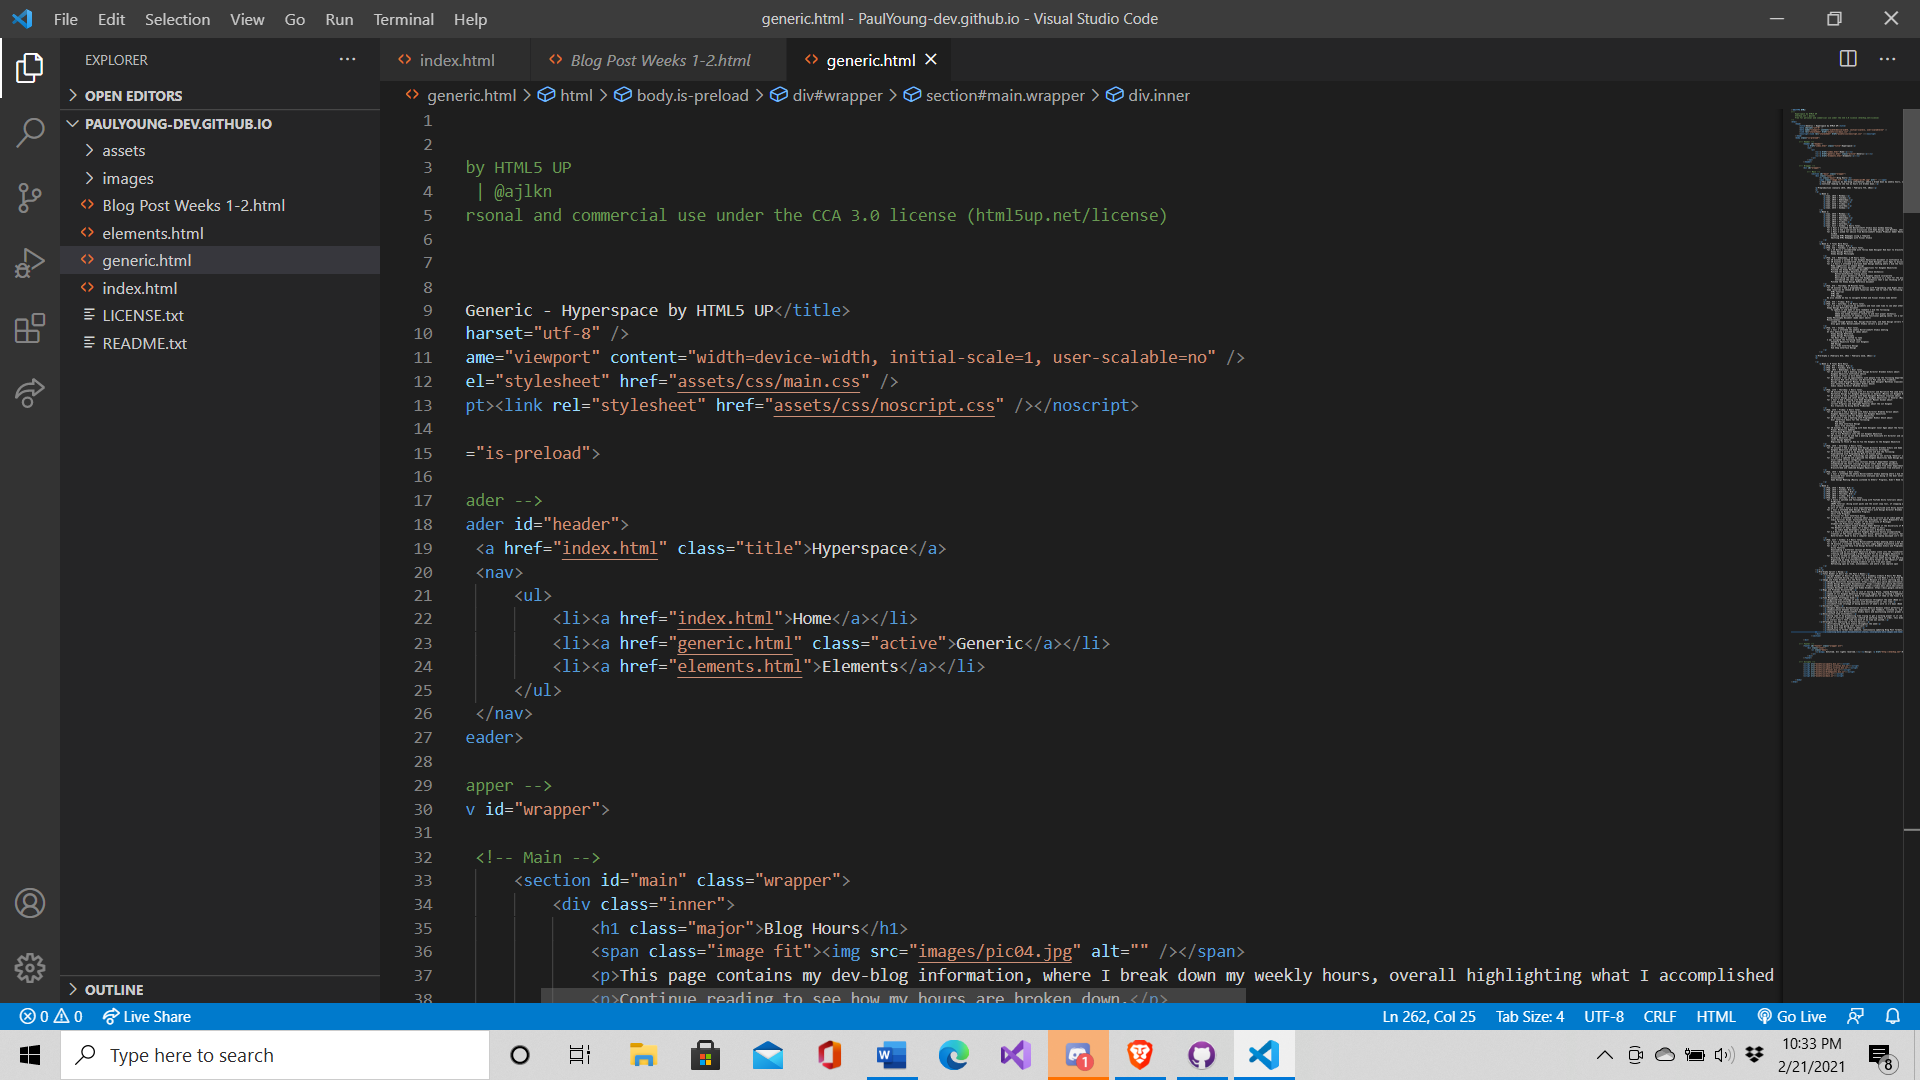 File Edit Selection View Go Run Terminal Help
generic.html - PaulYoung-dev.github.io - Visual Studio Code
EXPLORER
index.html
Blog Post Weeks 1-2.html
generic.html
OPEN EDITORS
PAULYOUNG-DEV.GITHUB.IO
assets
images
Blog Post Weeks 1-2.html
elements.html
generic.html
index.html
LICENSE.txt
README.txt
OUTLINE
generic.html > html > body.is-preload > div#wrapper > section#main.wrapper > div.inner
1
2
3 by HTML5 UP
4 | @ajlkn
5 rsonal and commercial use under the CCA 3.0 license (html5up.net/license)
6
7
8
9 Generic - Hyperspace by HTML5 UP</title>
10 harset="utf-8" />
11 ame="viewport" content="width=device-width, initial-scale=1, user-scalable=no" />
12 el="stylesheet" href="assets/css/main.css" />
13 pt><link rel="stylesheet" href="assets/css/noscript.css" /></noscript>
14
15 ="is-preload">
16
17 ader -->
18 ader id="header">
19 <a href="index.html" class="title">Hyperspace</a>
20 <nav>
21 <ul>
22 <li><a href="index.html">Home</a></li>
23 <li><a href="generic.html" class="active">Generic</a></li>
24 <li><a href="elements.html">Elements</a></li>
25 </ul>
26 </nav>
27 eader>
28
29 apper -->
30 v id="wrapper">
31
32 <!-- Main -->
33 <section id="main" class="wrapper">
34 <div class="inner">
35 <h1 class="major">Blog Hours</h1>
36 <span class="image fit"><img src="images/pic04.jpg" alt="" /></span>
37 <p>This page contains my dev-blog information, where I break down my weekly hours, overall highlighting what I accomplished
38 <p>Continue reading to see how my hours are broken down.</p>
0 0 Live Share
Ln 262, Col 25 Tab Size: 4 UTF-8 CRLF HTML Go Live
Type here to search
1
10:33 PM
2/21/2021
8